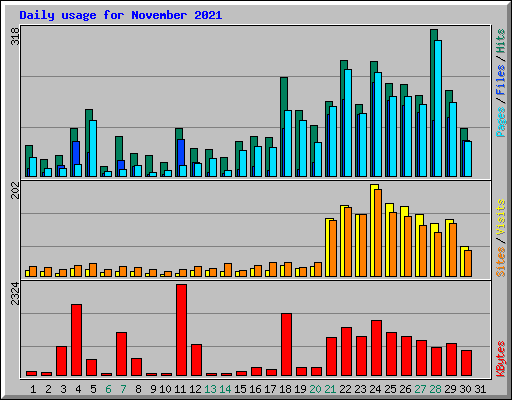 Daily usage for November 2021
318
Pages / Files / Hits
202
Sites / Visits
2324
KBytes
1 2 3 4 5 6 7 8 9 10 11 12 13 14 15 16 17 18 19 20 21 22 23 24 25 26 27 28 29 30 31